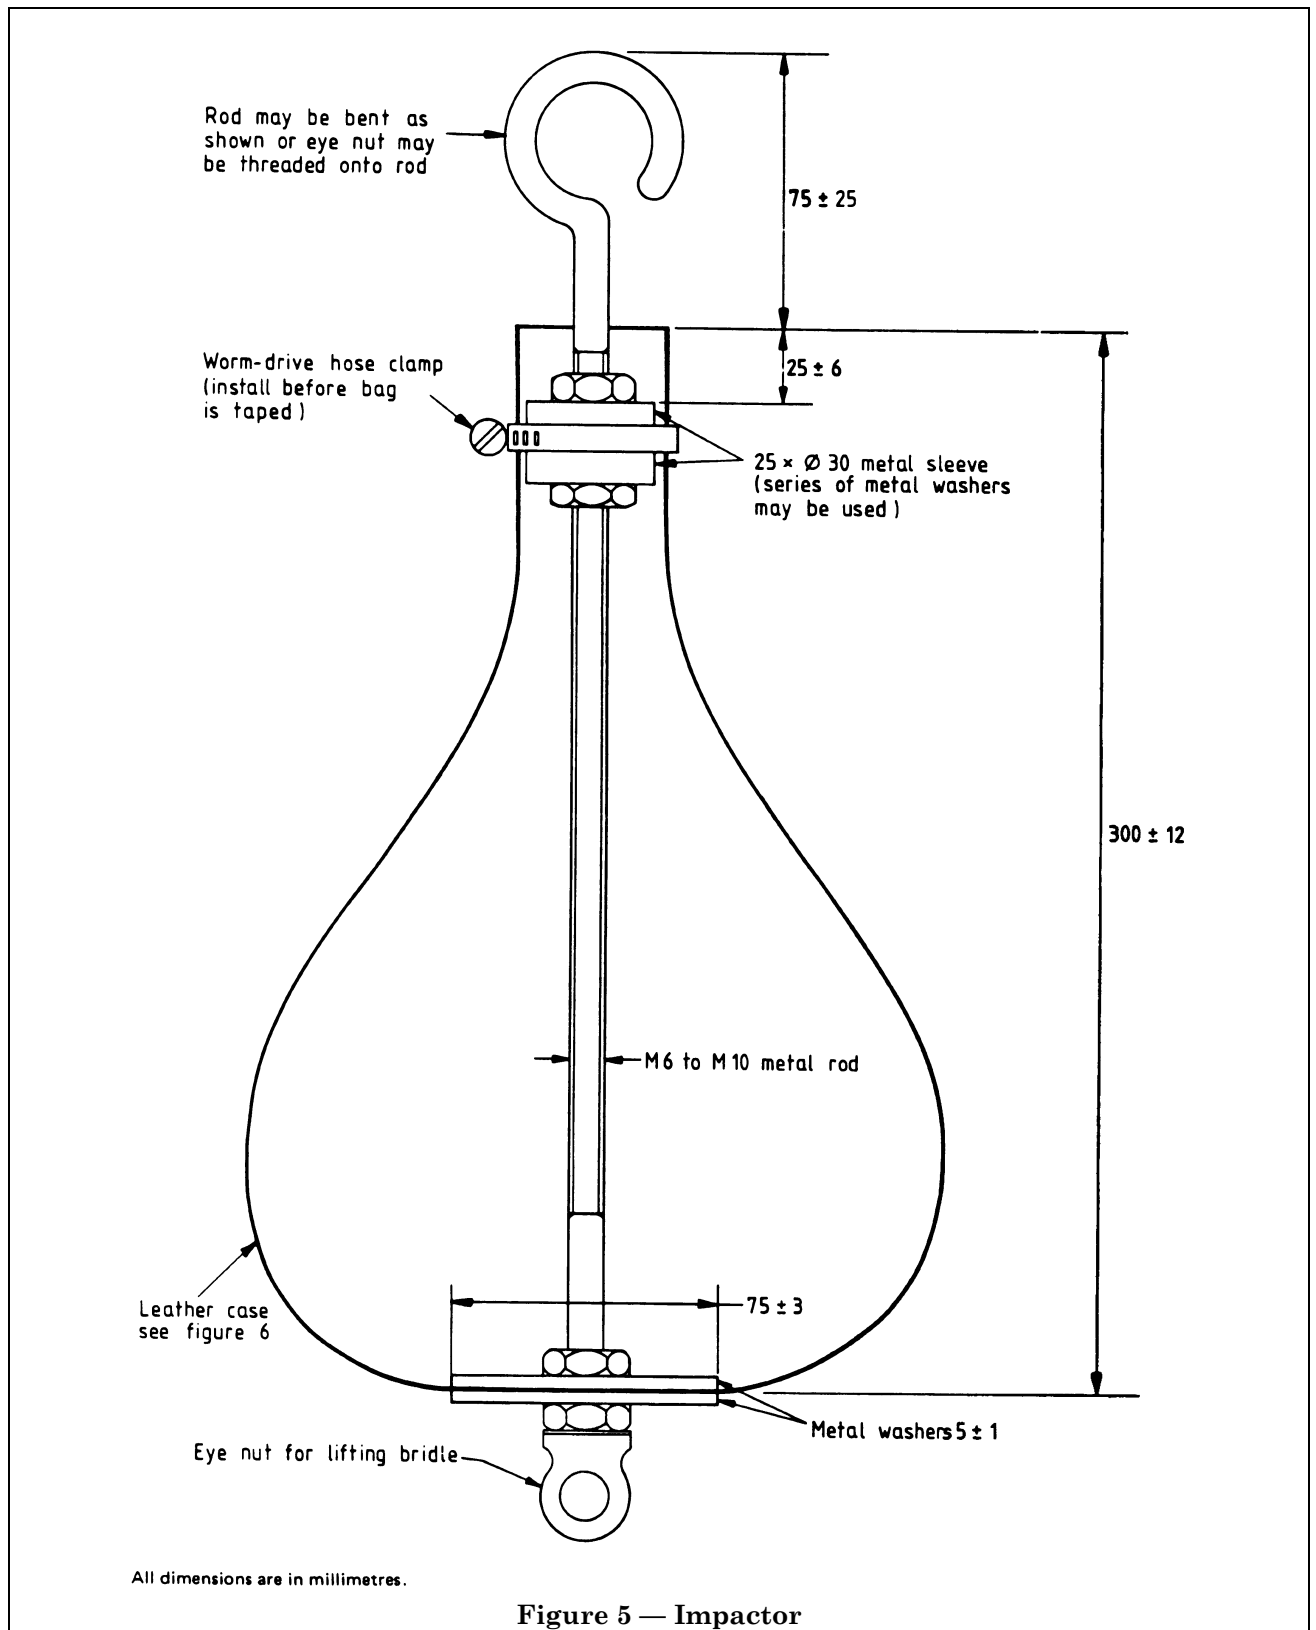 Rod may be bent as
shown or eye nut may
be threaded onto rod
75 ± 25
Worm-drive hose clamp
(install before bag
is taped)
25 ± 6
25 × Ø 30 metal sleeve
(series of metal washers
may be used)
300 ± 12
M6 to M10 metal rod
Leather case
see figure 6
75 ± 3
Metal washers 5 ± 1
Eye nut for lifting bridle
All dimensions are in millimetres.
Figure 5 — Impactor